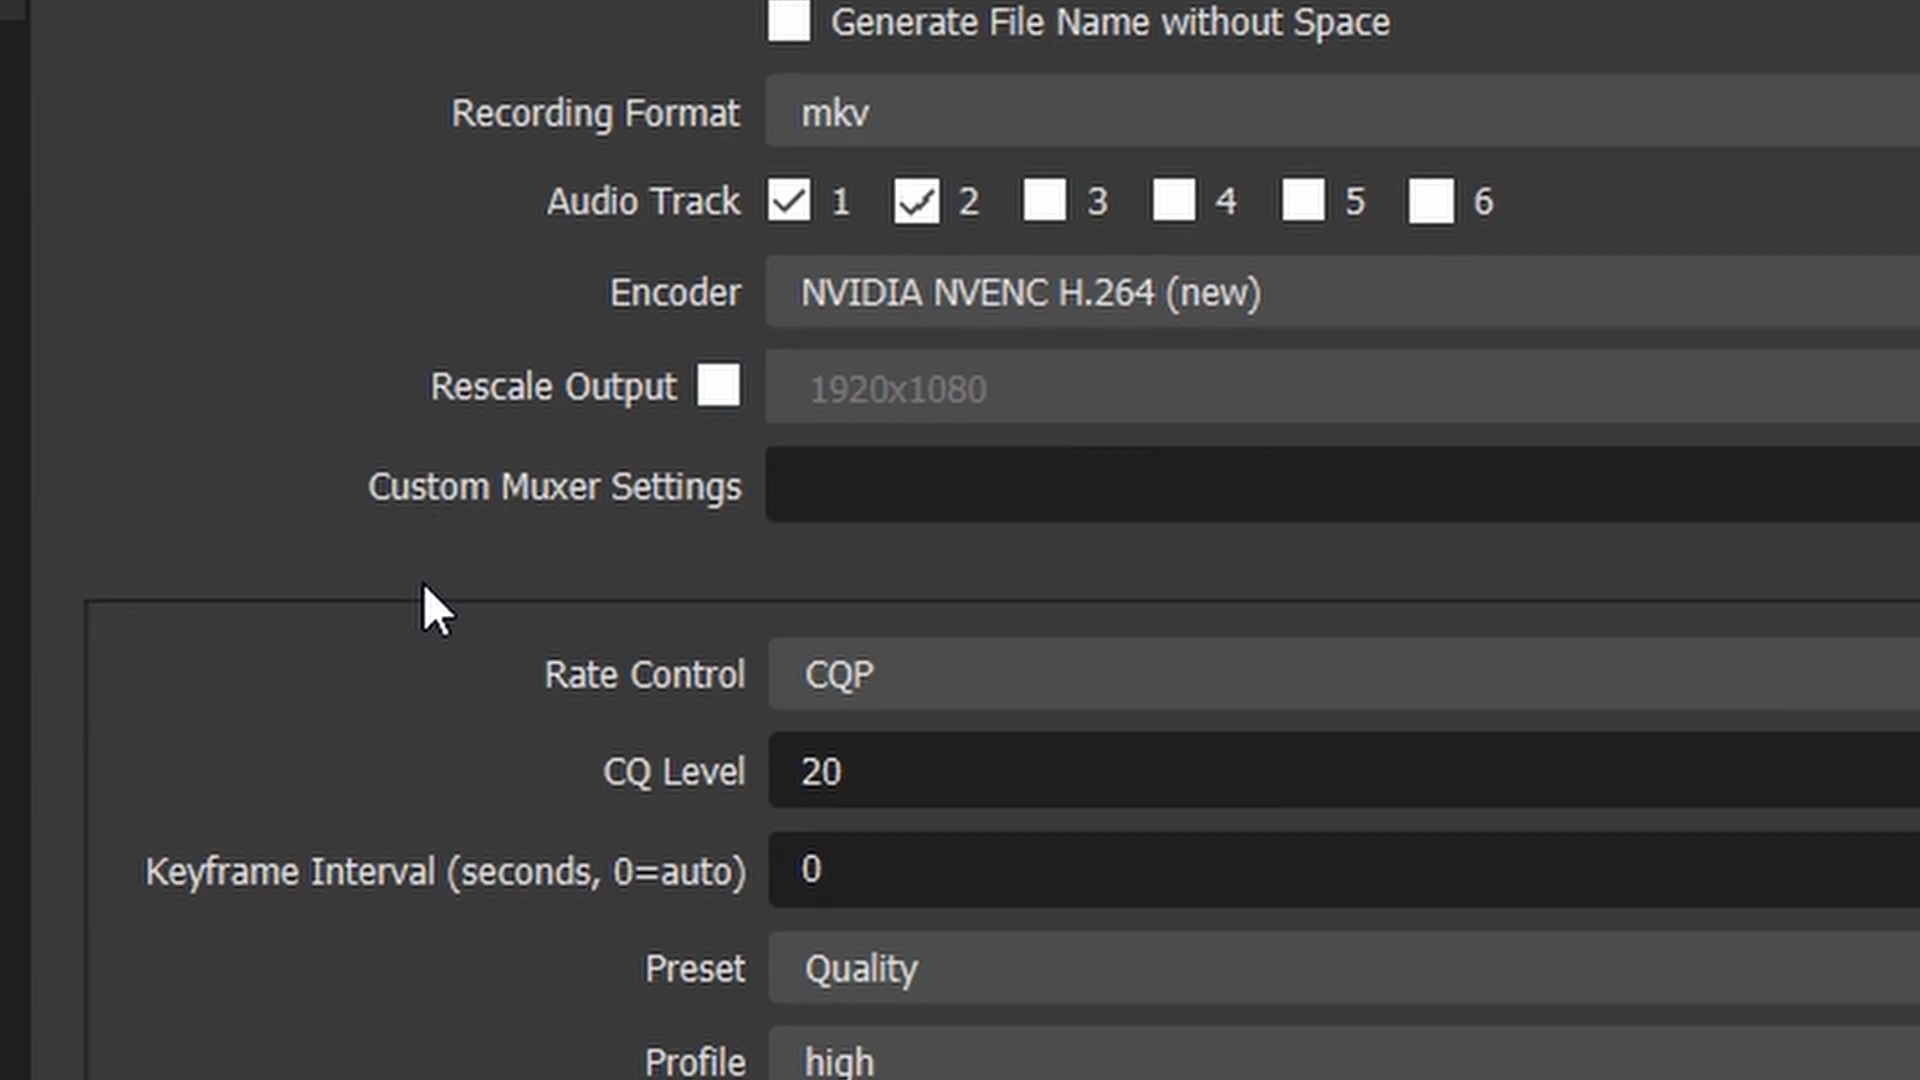 Generate File Name without Space
Recording Format mkv
Audio Track 1 2 3 4 5 6
Encoder NVIDIA NVENC H.264 (new)
Rescale Output 1920x1080
Custom Muxer Settings
Rate Control CQP
CQ Level 20
Keyframe Interval (seconds, 0=auto) 0
Preset Quality
Profile high